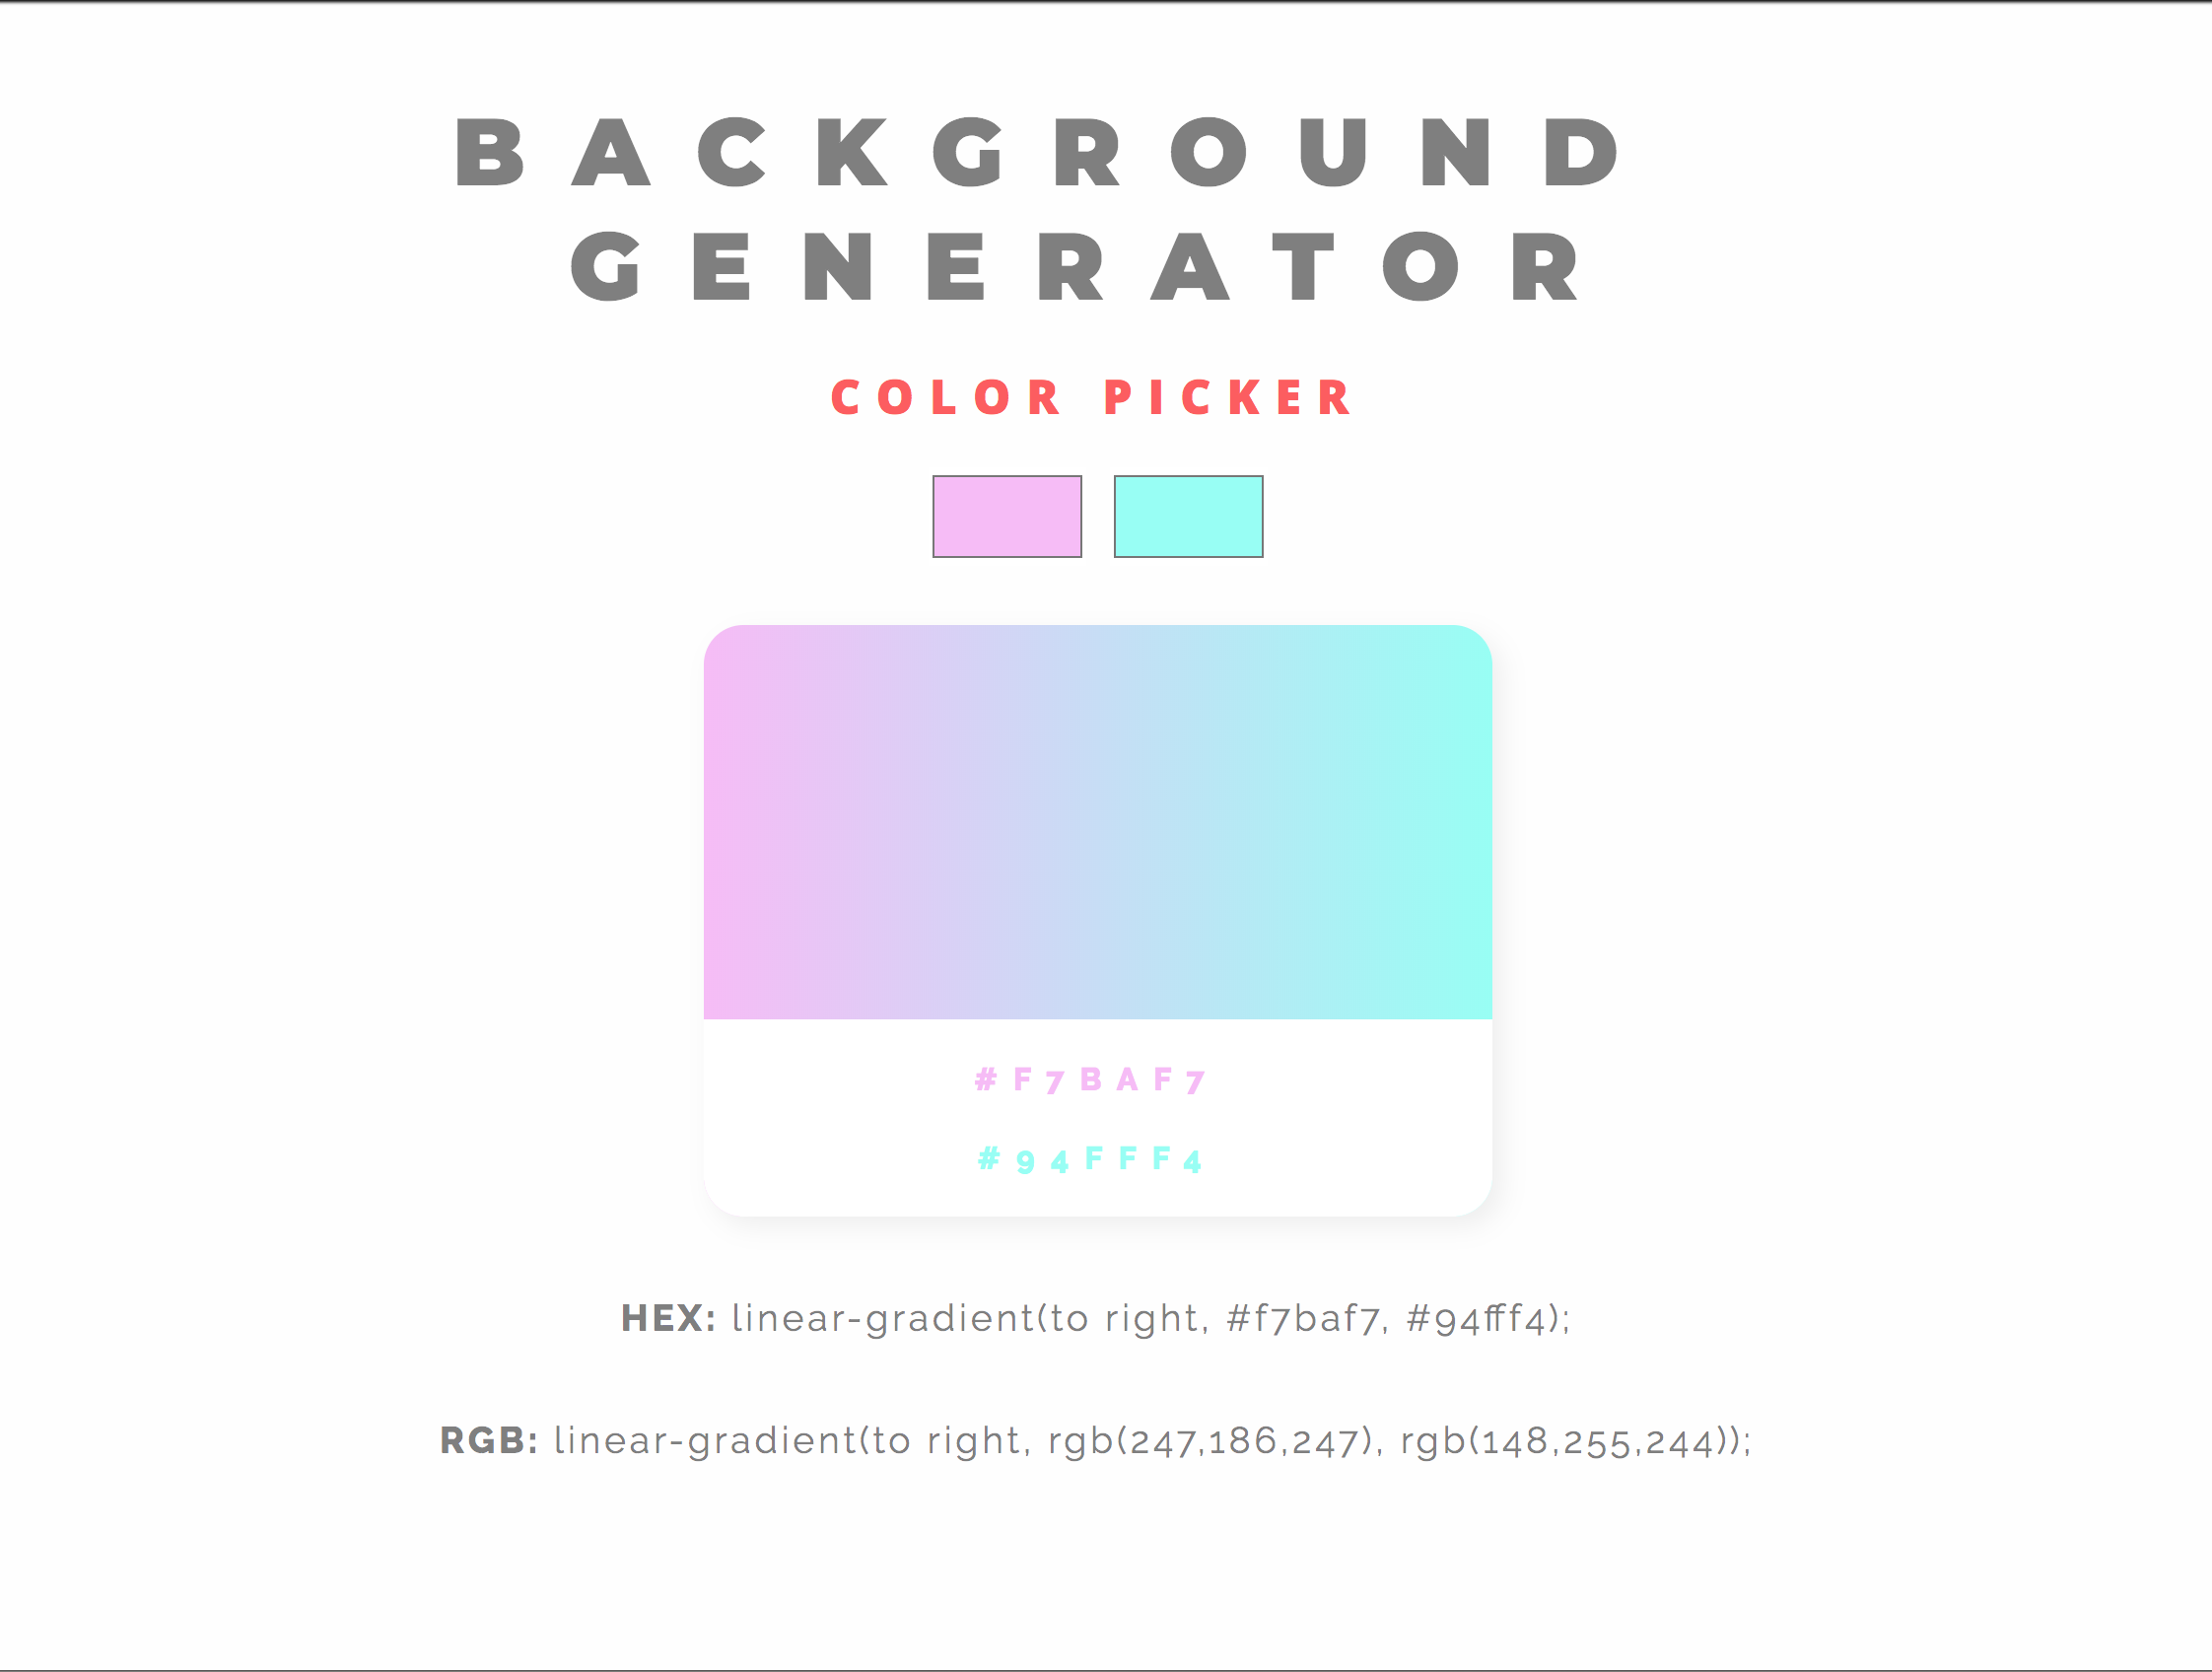 BACKGROUND
GENERATOR
COLOR PICKER
#F7BAF7
#94FFF4
HEX: linear-gradient(to right, #f7baf7, #94fff4);
RGB: linear-gradient(to right, rgb(247,186,247), rgb(148,255,244));